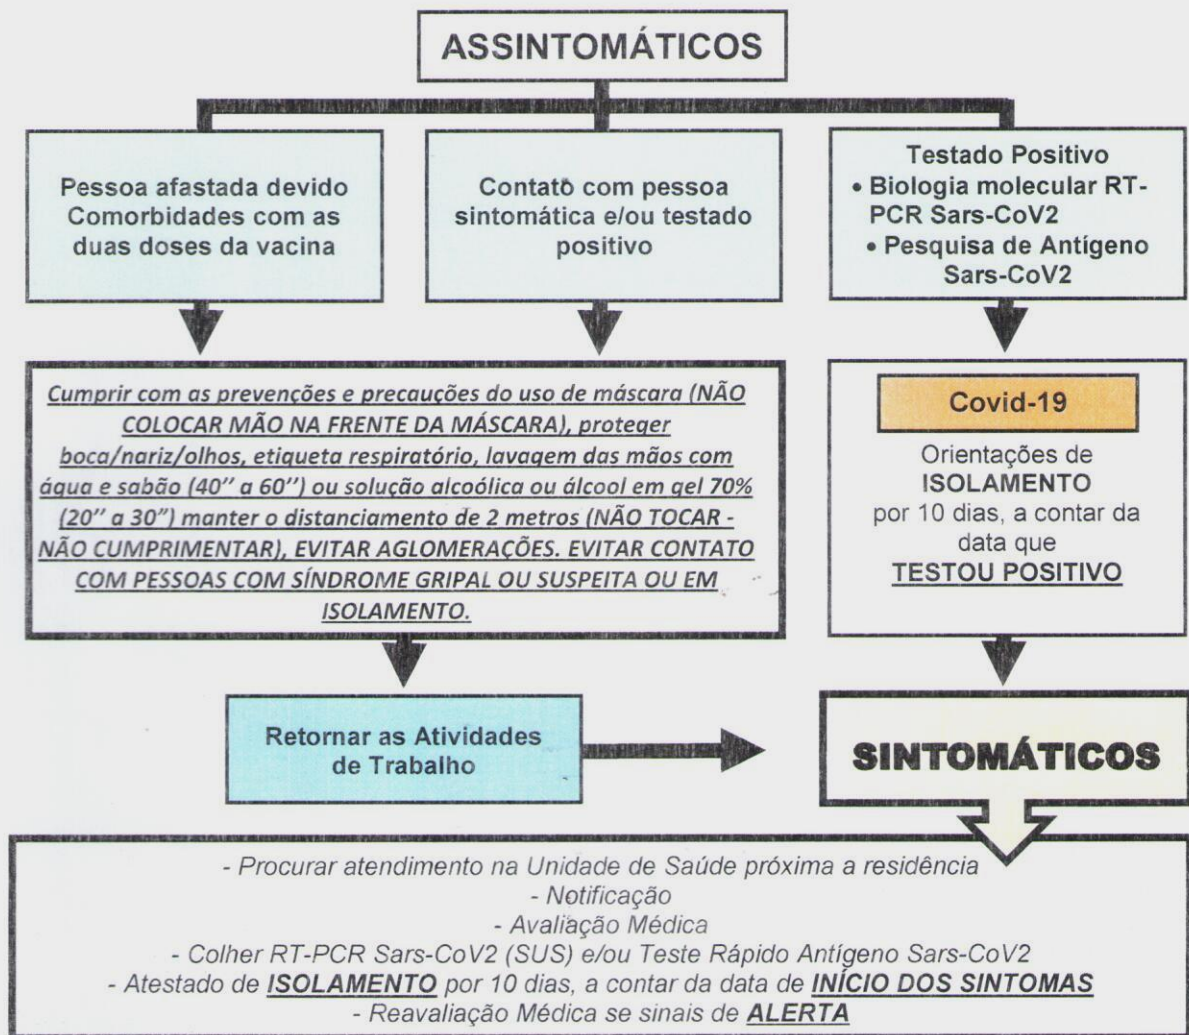 ASSINTOMÁTICOS
Pessoa afastada devido
Comorbidades com as
duas doses da vacina
Contato com pessoa
sintomática e/ou testado
positivo
Testado Positivo
• Biologia molecular RT-
PCR Sars-CoV2
• Pesquisa de Antígeno
Sars-CoV2
Cumprir com as prevenções e precauções do uso de máscara (NÃO
COLOCAR MÃO NA FRENTE DA MÁSCARA), proteger
boca/nariz/olhos, etiqueta respiratório, lavagem das mãos com
água e sabão (40'' a 60'') ou solução alcoólica ou álcool em gel 70%
(20'' a 30'') manter o distanciamento de 2 metros (NÃO TOCAR -
NÃO CUMPRIMENTAR), EVITAR AGLOMERAÇÕES. EVITAR CONTATO
COM PESSOAS COM SÍNDROME GRIPAL OU SUSPEITA OU EM
ISOLAMENTO.
Covid-19
Orientações de
ISOLAMENTO
por 10 dias, a contar da
data que
TESTOU POSITIVO
Retornar as Atividades
de Trabalho
SINTOMÁTICOS
- Procurar atendimento na Unidade de Saúde próxima a residência
- Notificação
- Avaliação Médica
- Colher RT-PCR Sars-CoV2 (SUS) e/ou Teste Rápido Antígeno Sars-CoV2
- Atestado de ISOLAMENTO por 10 dias, a contar da data de INÍCIO DOS SINTOMAS
- Reavaliação Médica se sinais de ALERTA